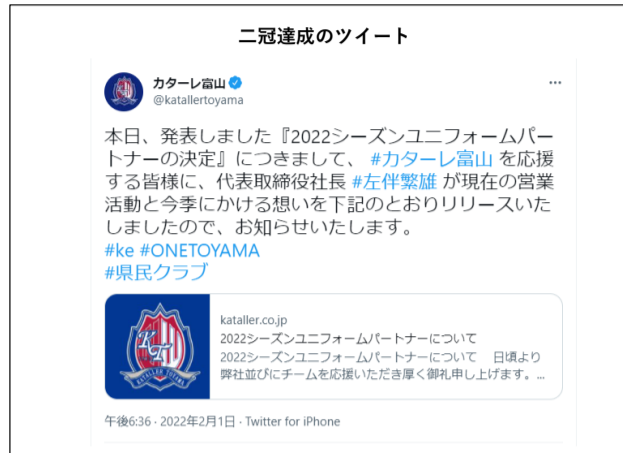 二冠達成のツイート
カターレ富山
@katallertoyama
本日、発表しました『2022シーズンユニフォームパー
トナーの決定』につきまして、 #カターレ富山 を応援
する皆様に、代表取締役社長 #左伴繁雄 が現在の営業
活動と今季にかける想いを下記のとおりリリースいた
しましたので、お知らせいたします。
#ke #ONETOYAMA
#県民クラブ
KT
KATALLER TOYAMA
kataller.co.jp
2022シーズンユニフォームパートナーについて
2022シーズンユニフォームパートナーについて 日頃より
弊社並びにチームを応援いただき厚く御礼申し上げます。...
午後6:36 · 2022年2月1日 · Twitter for iPhone